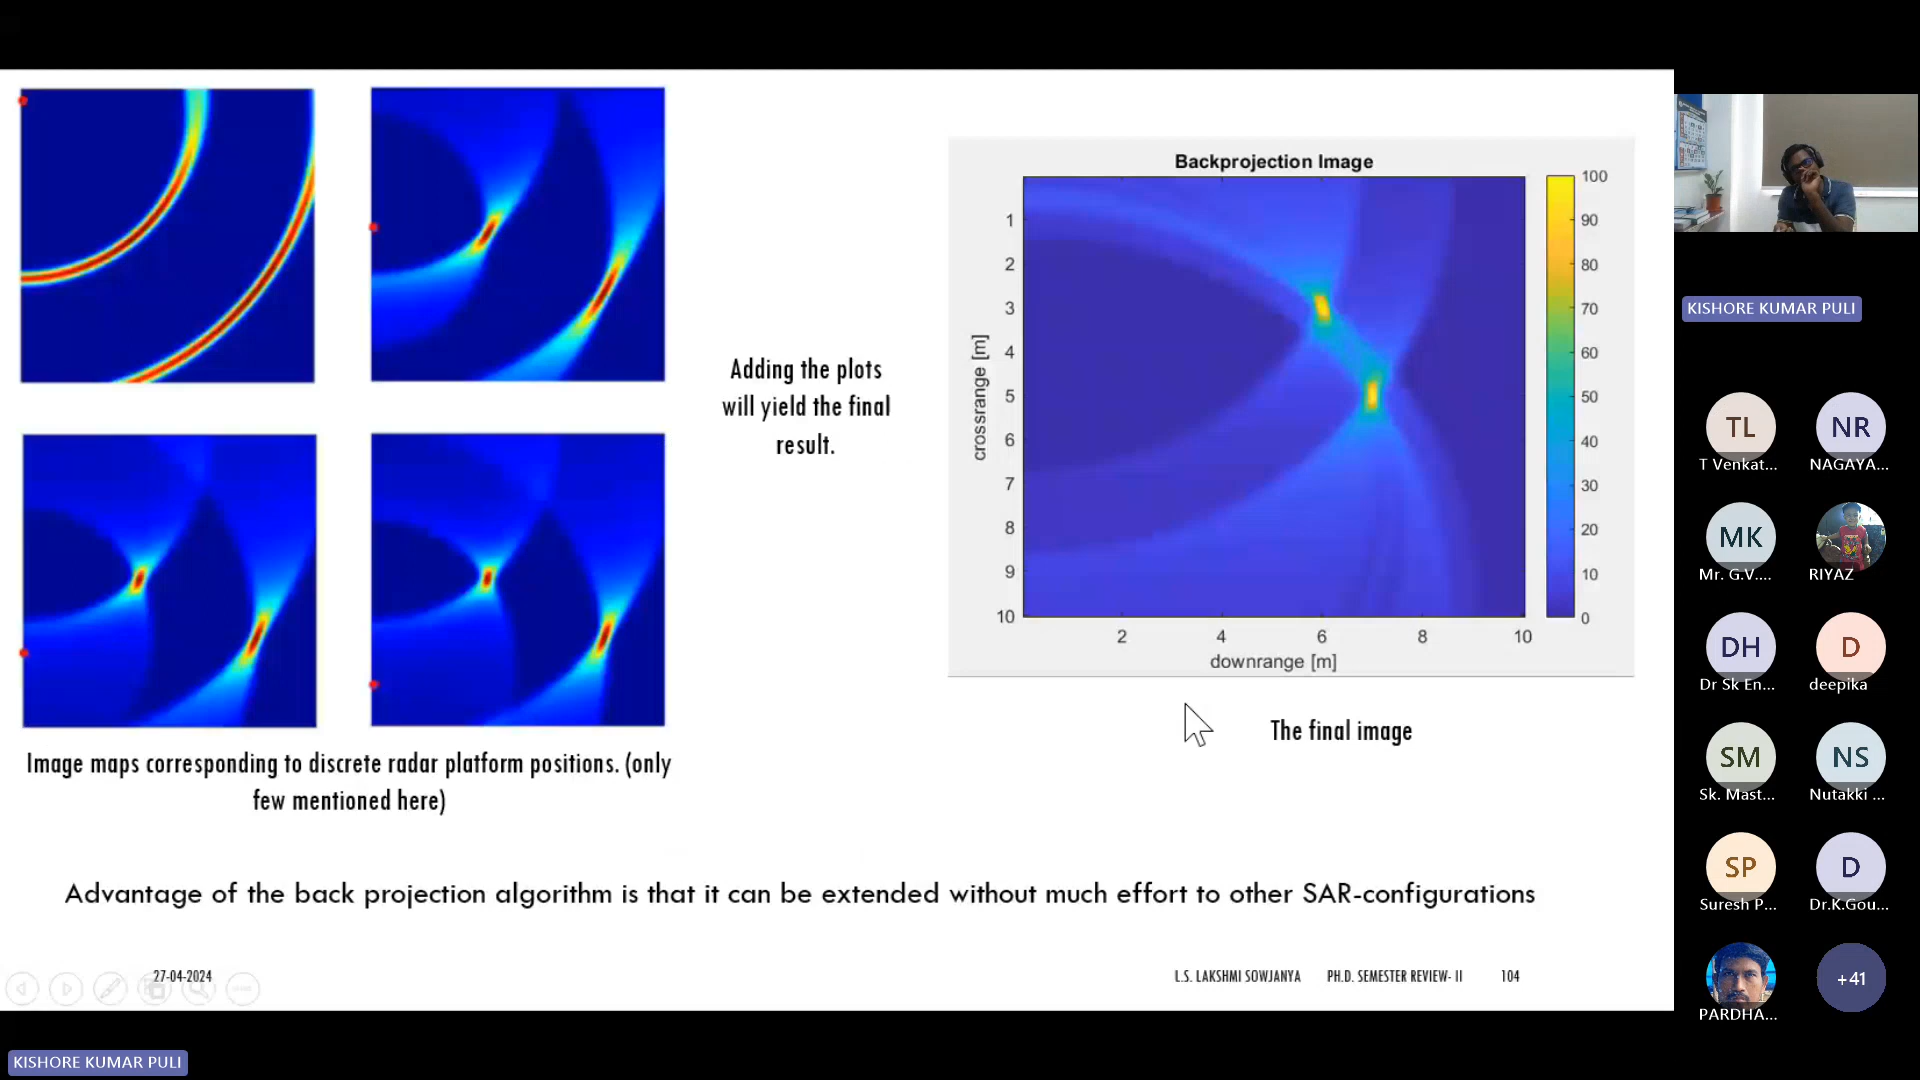 Adding the plots
will yield the final
result.
Backprojection Image
100
90
80
70
60
50
40
30
20
10
0
crossrange [m]
1
2
3
4
5
6
7
8
9
10
2
4
6
8
10
downrange [m]
Image maps corresponding to discrete radar platform positions. (only
few mentioned here)
The final image
Advantage of the back projection algorithm is that it can be extended without much effort to other SAR-configurations
27-04-2024
L.S. LAKSHMI SOWJANYA
PH.D. SEMESTER REVIEW- II
104
KISHORE KUMAR PULI
KISHORE KUMAR PULI
TL
T Venkat...
NR
NAGAYA...
MK
Mr. G.V....
RIYAZ
DH
Dr Sk En...
D
deepika
SM
Sk. Mast...
NS
Nutakki ...
SP
Suresh P...
D
Dr.K.Gou...
PARDHA...
+41